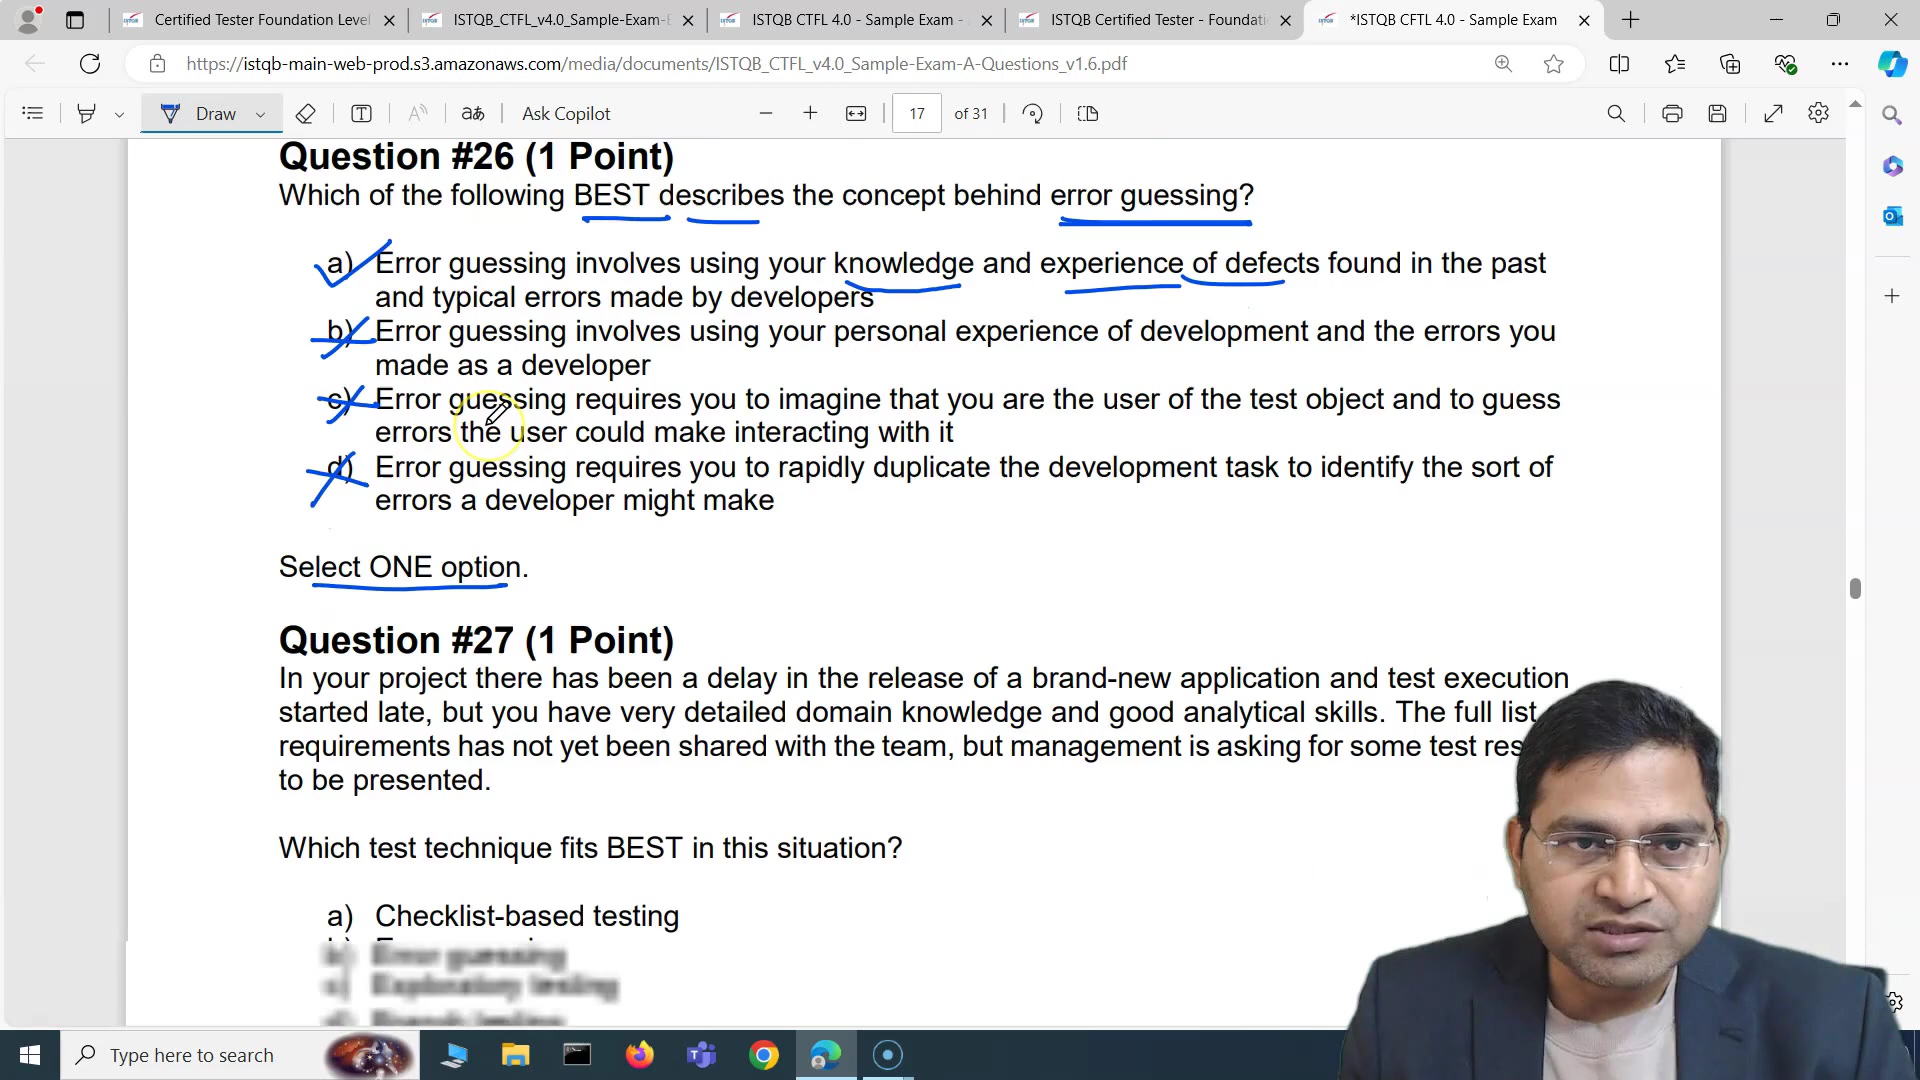 Certified Tester Foundation Leve
ISTQB_CTFL_v4.0_Sample-Exam-E
ISTQB CTFL 4.0 - Sample Exam -
ISTQB Certified Tester - Foundati
*ISTQB CFTL 4.0 - Sample Exam
https://istqb-main-web-prod.s3.amazonaws.com/media/documents/ISTQB_CTFL_v4.0_Sample-Exam-A-Questions_v1.6.pdf
Draw
aあ
Ask Copilot
17 of 31
Question #26 (1 Point)
Which of the following BEST describes the concept behind error guessing?
a) Error guessing involves using your knowledge and experience of defects found in the past
and typical errors made by developers
b) Error guessing involves using your personal experience of development and the errors you
made as a developer
c) Error guessing requires you to imagine that you are the user of the test object and to guess
errors the user could make interacting with it
d) Error guessing requires you to rapidly duplicate the development task to identify the sort of
errors a developer might make
Select ONE option.
Question #27 (1 Point)
In your project there has been a delay in the release of a brand-new application and test execution
started late, but you have very detailed domain knowledge and good analytical skills. The full list
requirements has not yet been shared with the team, but management is asking for some test res
to be presented.
Which test technique fits BEST in this situation?
a) Checklist-based testing
b) Error guessing
c) Exploratory testing
Type here to search